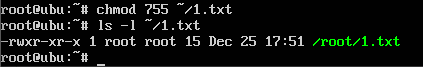 root@ubu:~# chmod 755 ~/1.txt
root@ubu:~# ls -l ~/1.txt
-rwxr-xr-x 1 root root 15 Dec 25 17:51 /root/1.txt
root@ubu:~# _